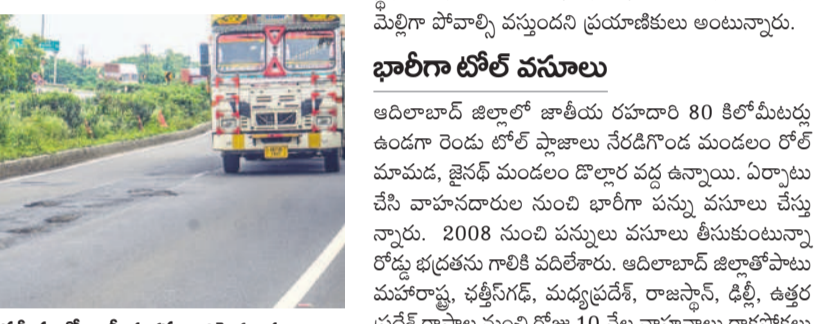 మెల్లిగా పోవాల్సి వస్తుందని ప్రయాణికులు అంటున్నారు.
భారీగా టోల్ వసూలు
ఆదిలాబాద్ జిల్లాలో జాతీయ రహదారి 80 కిలోమీటర్లు
ఉండగా రెండు టోల్ ప్లాజాలు నేరడిగొండ మండలం రోల్
మామడ, జైనథ్ మండలం డొల్లార వద్ద ఉన్నాయి. ఏర్పాటు
చేసి వాహనదారుల నుంచి భారీగా పన్ను వసూలు చేస్తు
న్నారు. 2008 నుంచి పన్నులు వసూలు తీసుకుంటున్నా
రోడ్డు భద్రతను గాలికి వదిలేశారు. ఆదిలాబాద్ జిల్లాతోపాటు
మహారాష్ట్ర, ఛత్తీస్‌గఢ్, మధ్యప్రదేశ్, రాజస్థాన్, ఢిల్లీ, ఉత్తర